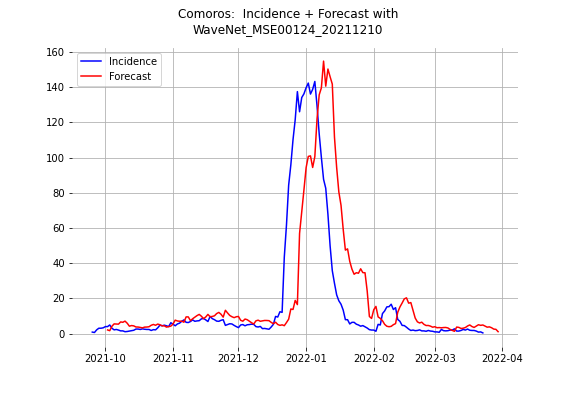 Comoros:  Incidence + Forecast with
WaveNet_MSE00124_20211210
Incidence
Forecast
160
140
120
100
80
60
40
20
0
2021-10 2021-11 2021-12 2022-01 2022-02 2022-03 2022-04